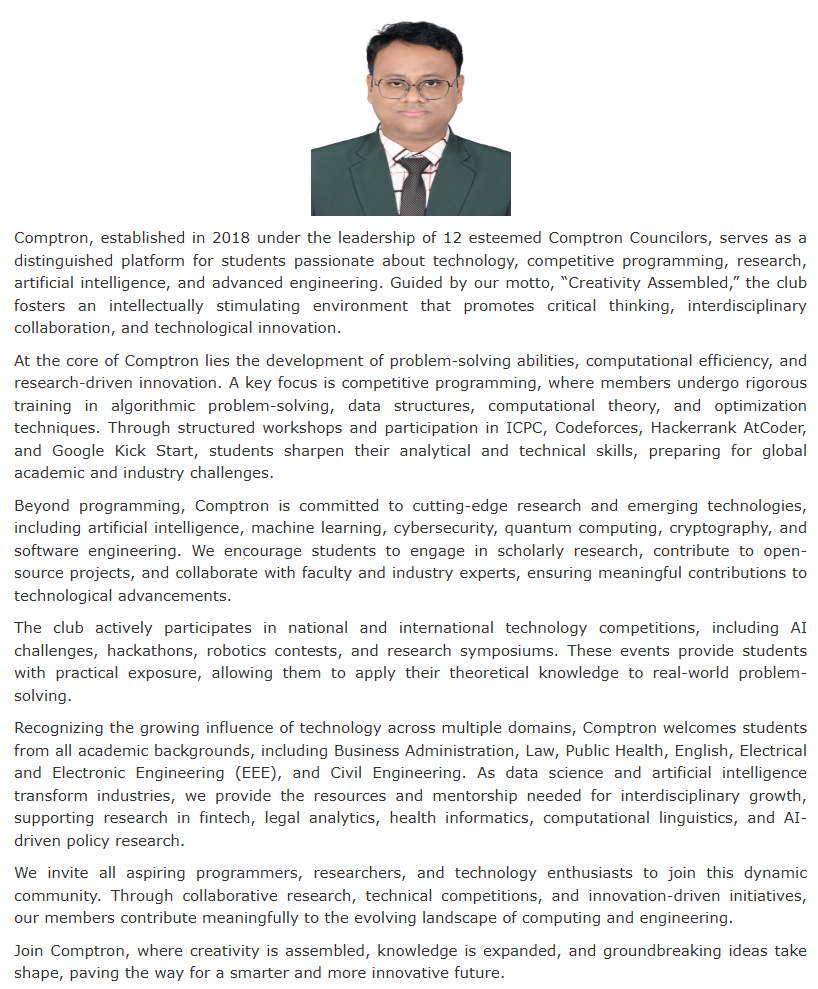 Comptron, established in 2018 under the leadership of 12 esteemed Comptron Councilors, serves as a
distinguished platform for students passionate about technology, competitive programming, research,
artificial intelligence, and advanced engineering. Guided by our motto, “Creativity Assembled,” the club
fosters an intellectually stimulating environment that promotes critical thinking, interdisciplinary
collaboration, and technological innovation.
At the core of Comptron lies the development of problem-solving abilities, computational efficiency, and
research-driven innovation. A key focus is competitive programming, where members undergo rigorous
training in algorithmic problem-solving, data structures, computational theory, and optimization
techniques. Through structured workshops and participation in ICPC, Codeforces, Hackerrank AtCoder,
and Google Kick Start, students sharpen their analytical and technical skills, preparing for global
academic and industry challenges.
Beyond programming, Comptron is committed to cutting-edge research and emerging technologies,
including artificial intelligence, machine learning, cybersecurity, quantum computing, cryptography, and
software engineering. We encourage students to engage in scholarly research, contribute to open-
source projects, and collaborate with faculty and industry experts, ensuring meaningful contributions to
technological advancements.
The club actively participates in national and international technology competitions, including AI
challenges, hackathons, robotics contests, and research symposiums. These events provide students
with practical exposure, allowing them to apply their theoretical knowledge to real-world problem-
solving.
Recognizing the growing influence of technology across multiple domains, Comptron welcomes students
from all academic backgrounds, including Business Administration, Law, Public Health, English, Electrical
and Electronic Engineering (EEE), and Civil Engineering. As data science and artificial intelligence
transform industries, we provide the resources and mentorship needed for interdisciplinary growth,
supporting research in fintech, legal analytics, health informatics, computational linguistics, and AI-
driven policy research.
We invite all aspiring programmers, researchers, and technology enthusiasts to join this dynamic
community. Through collaborative research, technical competitions, and innovation-driven initiatives,
our members contribute meaningfully to the evolving landscape of computing and engineering.
Join Comptron, where creativity is assembled, knowledge is expanded, and groundbreaking ideas take
shape, paving the way for a smarter and more innovative future.